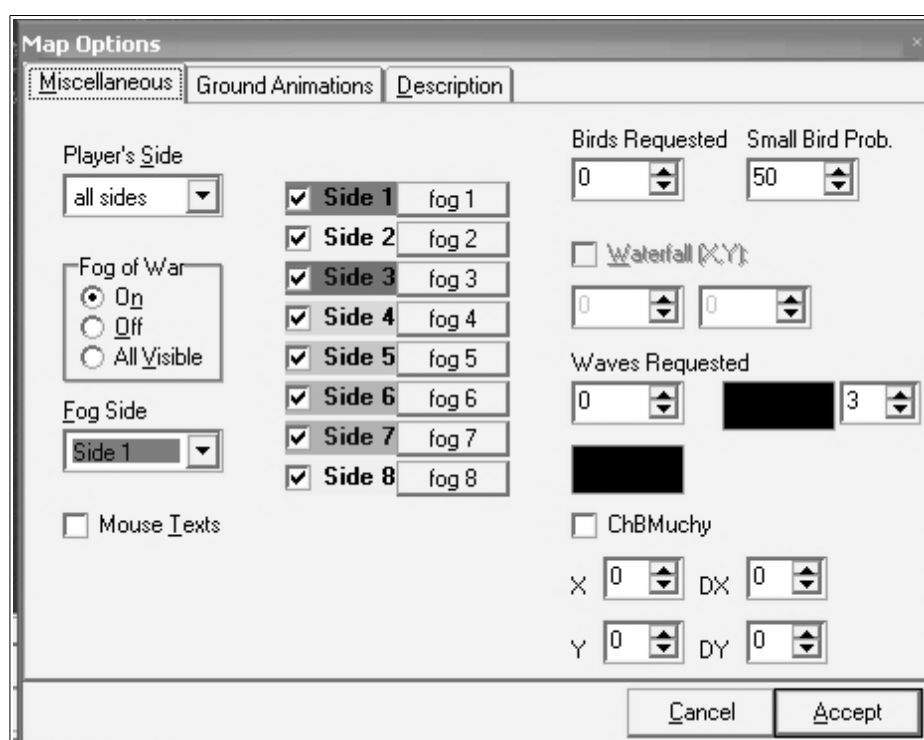 Map Options
Miscellaneous
Ground Animations
Description
Player's Side
all sides
Fog of War
On
Off
All Visible
Fog Side
Side 1
Mouse Texts
Side 1 fog 1
Side 2 fog 2
Side 3 fog 3
Side 4 fog 4
Side 5 fog 5
Side 6 fog 6
Side 7 fog 7
Side 8 fog 8
Birds Requested
0
Small Bird Prob.
50
Waterfall (X,Y):
0
0
Waves Requested
0
3
ChBMuchy
X 0 DX 0
Y 0 DY 0
Cancel
Accept